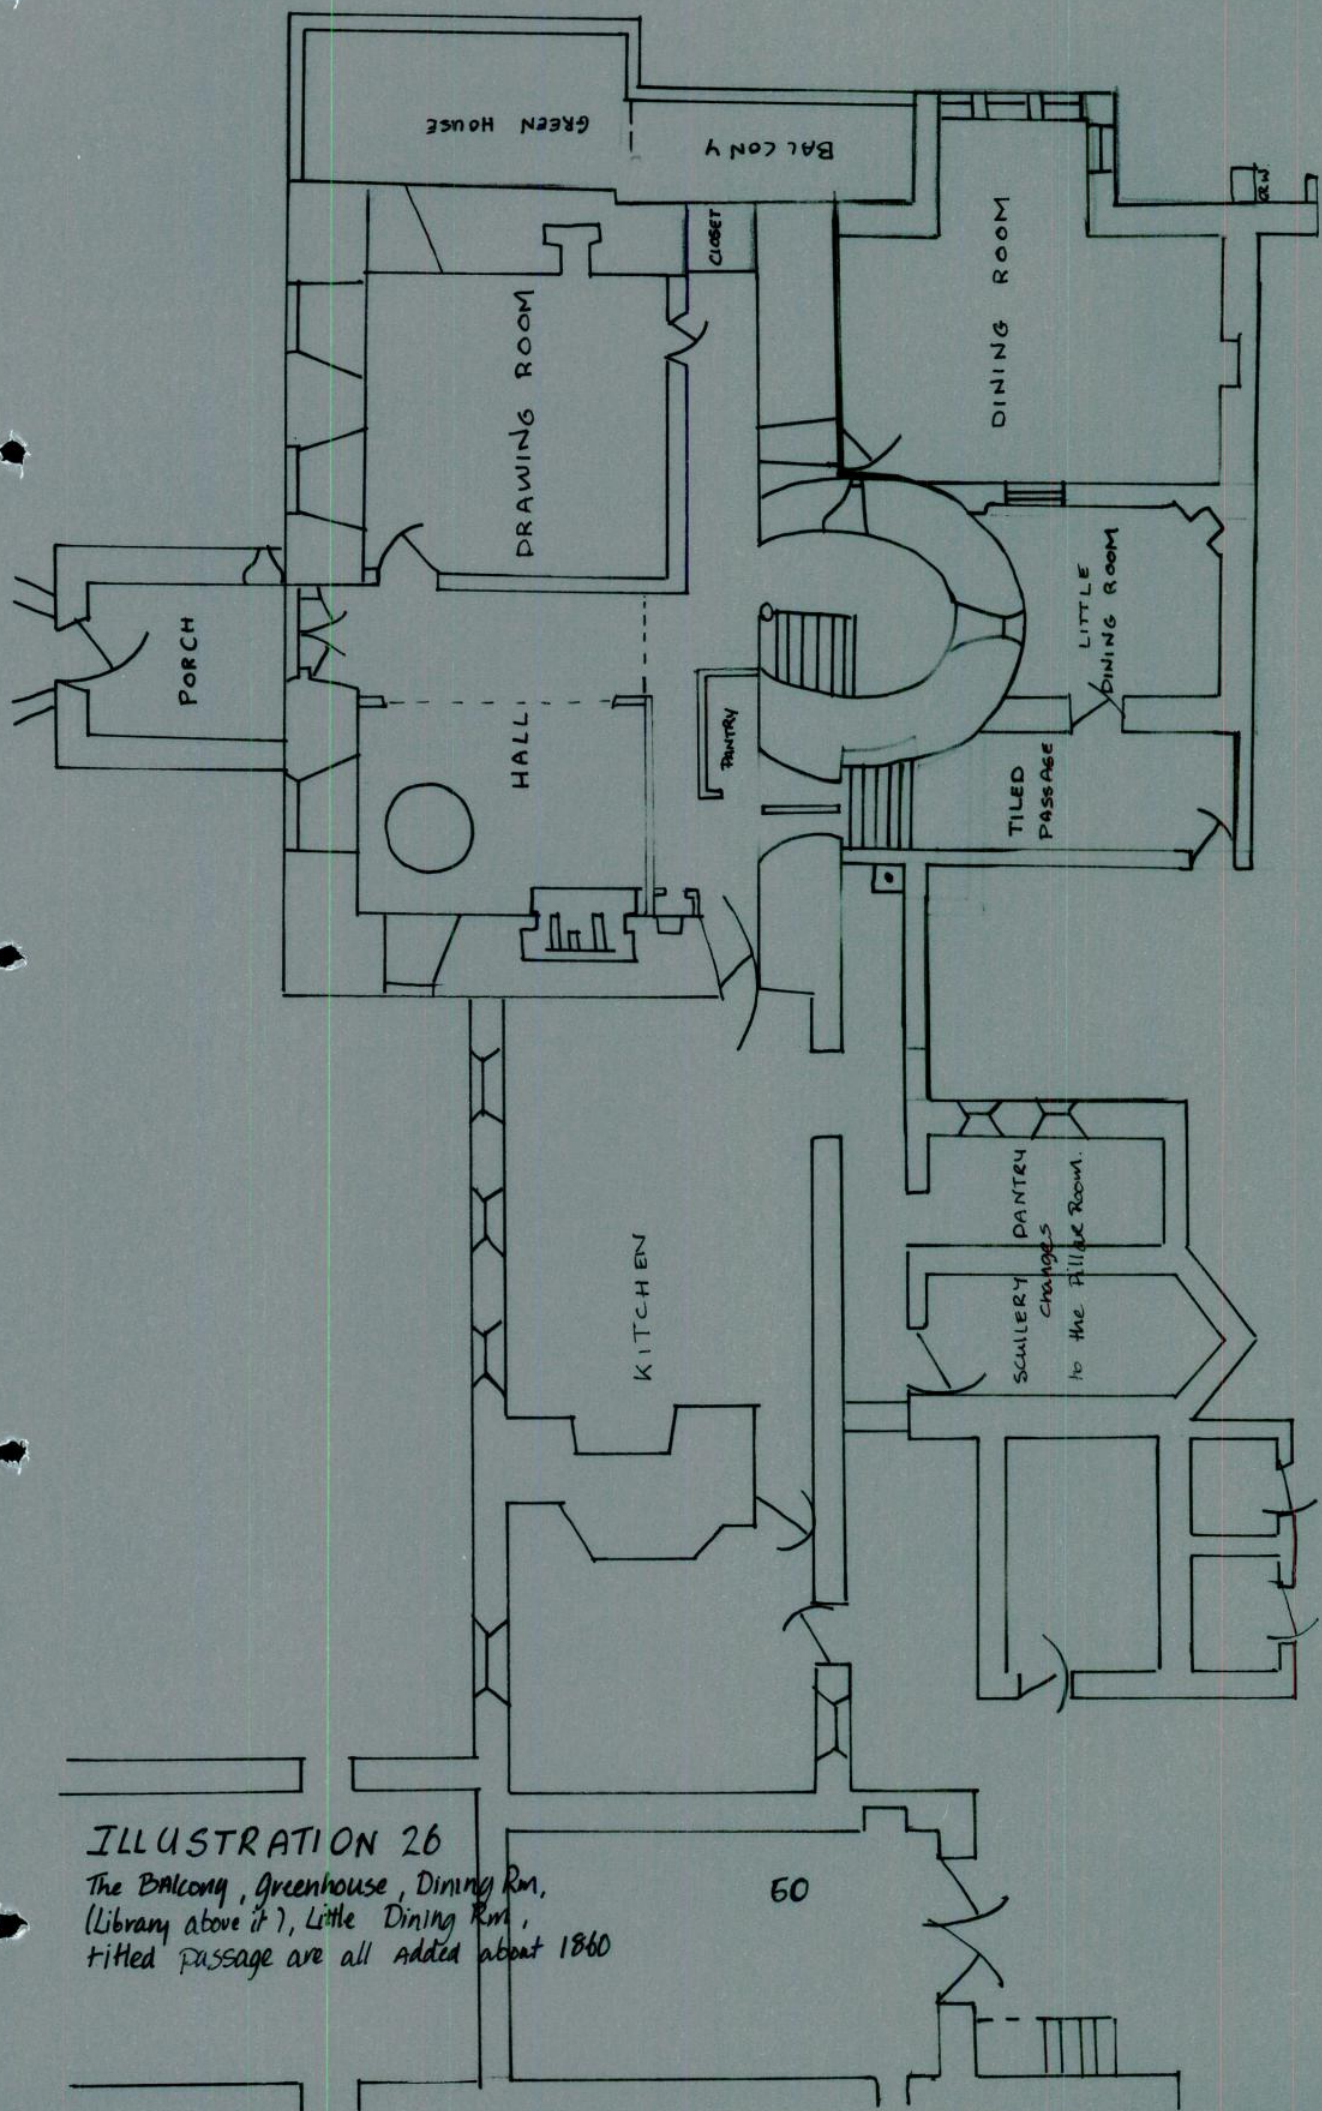 GREEN HOUSE
BALCONY
CLOSET
DRAWING ROOM
DINING ROOM
PORCH
HALL
PANTRY
LITTLE
DINING ROOM
TILED
PASSAGE
KITCHEN
SCULLERY PANTRY
Changes
to the Pillar Room.
ILLUSTRATION 26
The BAlcony, greenhouse, Dining Rm,
(Library above it), Little Dining Rm,
titled passage are all Added about 1860
60